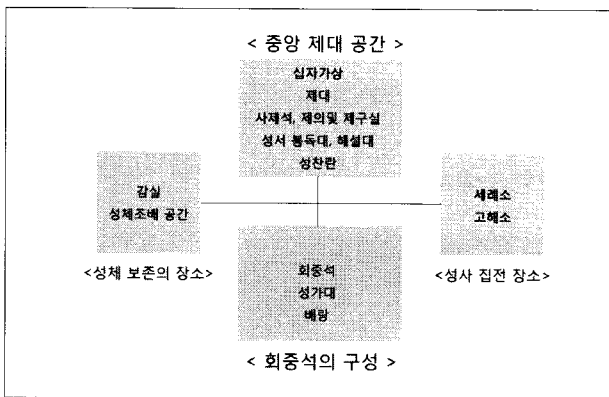 < 중앙 제대 공간 >
십자가상
제대
사제석, 제의및 제구실
성서 봉독대, 해설대
성찬란
감실
성체조배 공간
<성체 보존의 장소>
세례소
고해소
<성사 집전 장소>
회중석
성가대
배랑
< 회중석의 구성 >